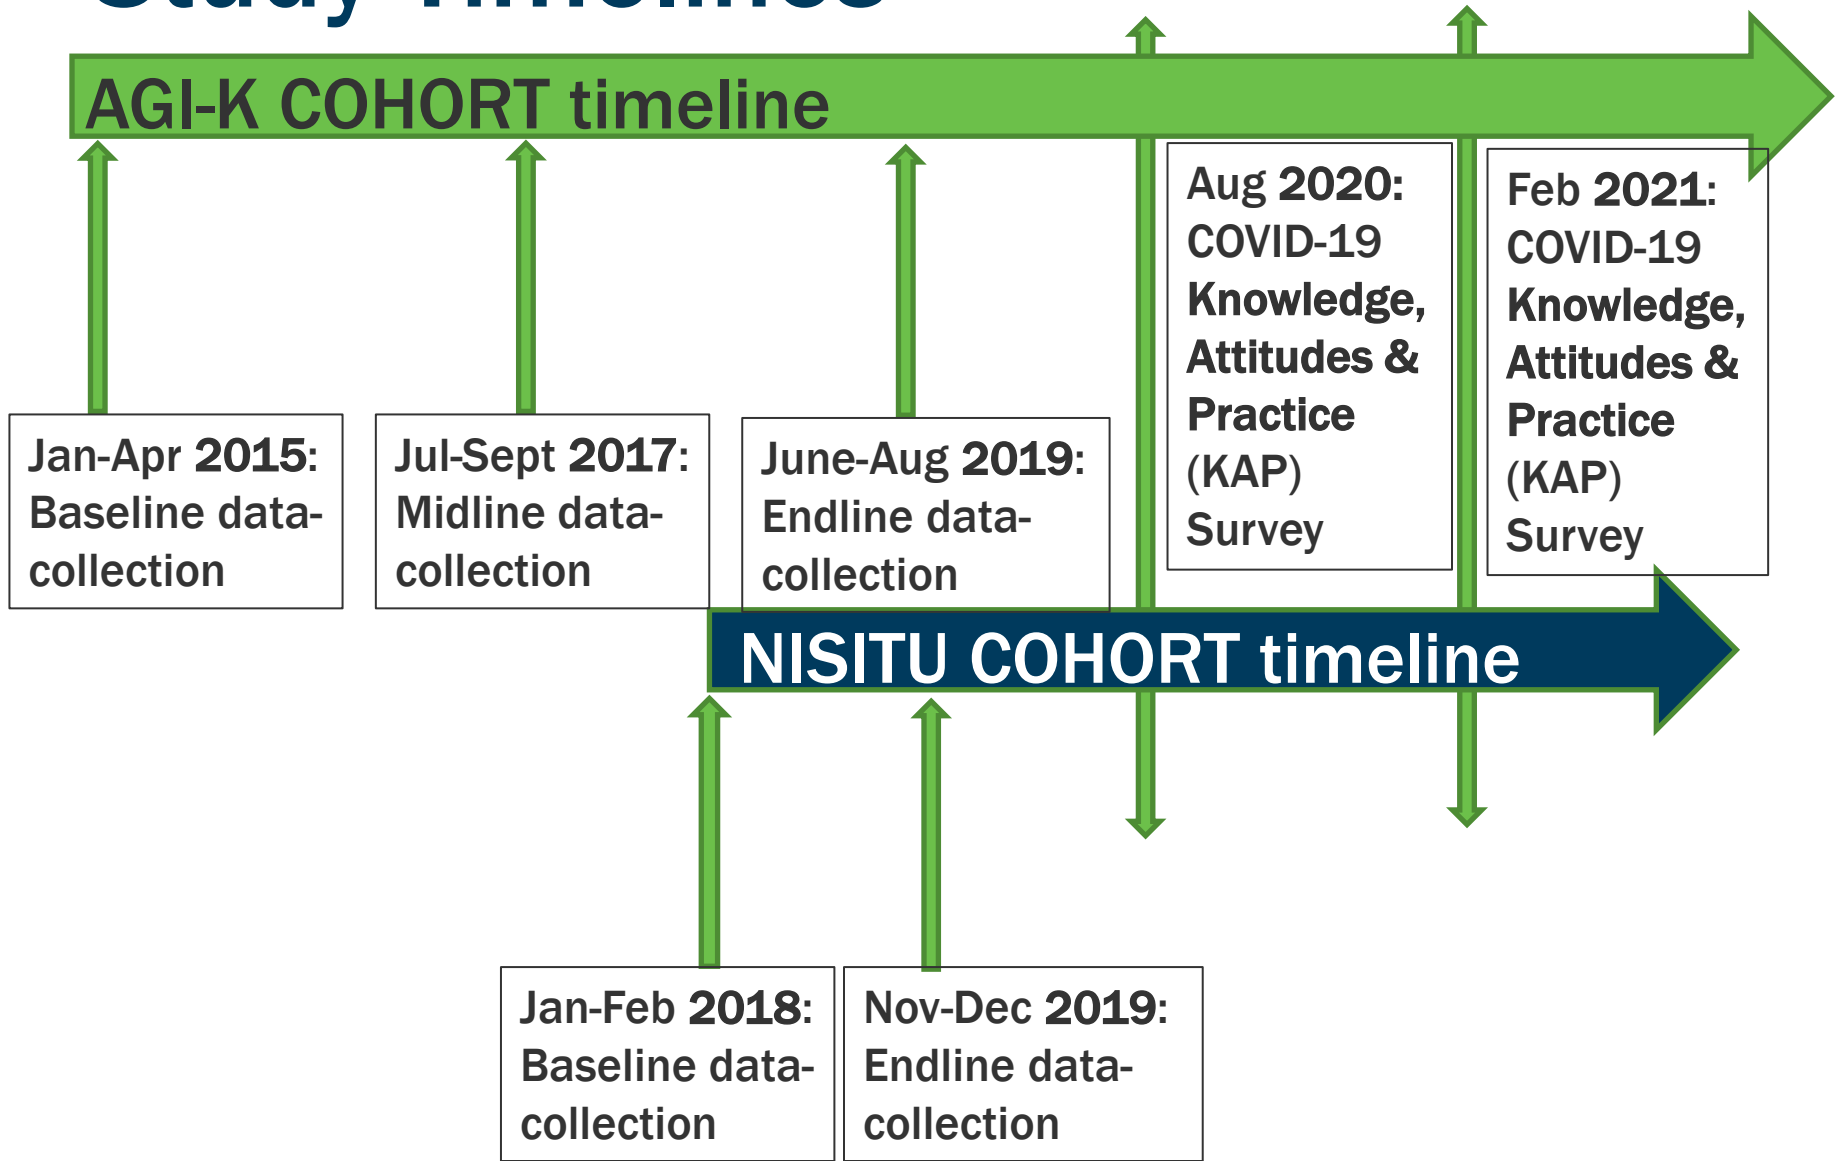 Study Timelines
AGI-K COHORT timeline
Jan-Apr 2015:
Baseline data-
collection
Jul-Sept 2017:
Midline data-
collection
June-Aug 2019:
Endline data-
collection
Aug 2020:
COVID-19
Knowledge,
Attitudes &
Practice
(KAP)
Survey
Feb 2021:
COVID-19
Knowledge,
Attitudes &
Practice
(KAP)
Survey
NISITU COHORT timeline
Jan-Feb 2018:
Baseline data-
collection
Nov-Dec 2019:
Endline data-
collection